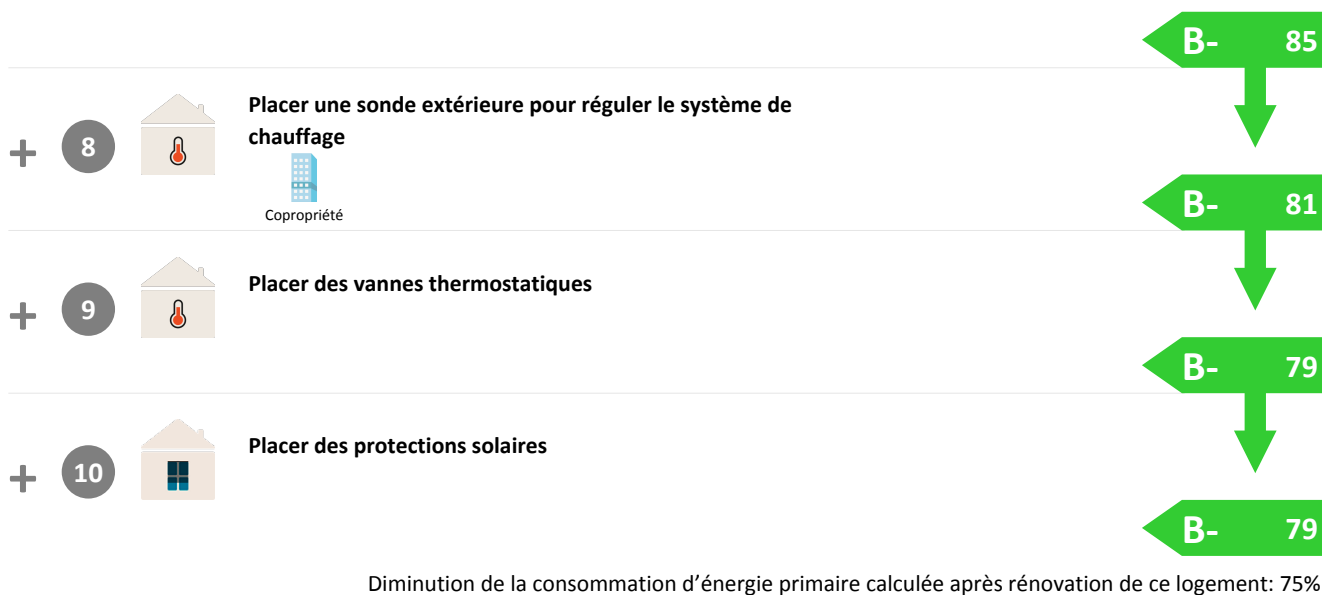 B- 85
+ 8 Placer une sonde extérieure pour réguler le système de
chauffage
Copropriété
B- 81
+ 9 Placer des vannes thermostatiques
B- 79
+ 10 Placer des protections solaires
B- 79
Diminution de la consommation d’énergie primaire calculée après rénovation de ce logement: 75%